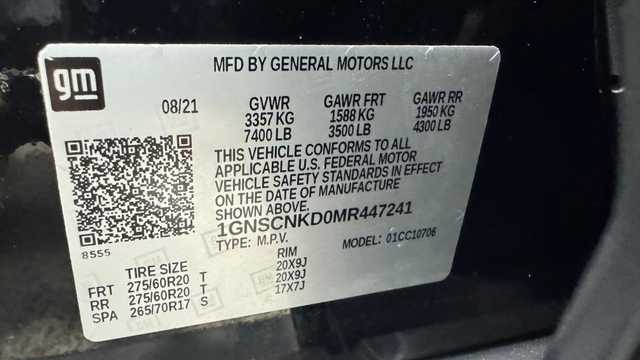 gm
MFD BY GENERAL MOTORS LLC
08/21 GVWR GAWR FRT GAWR RR
3357 KG 1588 KG 1950 KG
7400 LB 3500 LB 4300 LB
THIS VEHICLE CONFORMS TO ALL
APPLICABLE U.S. FEDERAL MOTOR
VEHICLE SAFETY STANDARDS IN EFFECT
ON THE DATE OF MANUFACTURE
SHOWN ABOVE.
1GNSCNKD0MR447241
TYPE: M.P.V. MODEL: 01CC10706
8555
TIRE SIZE RIM
FRT 275/60R20 T 20X9J
RR 275/60R20 T 20X9J
SPA 265/70R17 S 17X7J